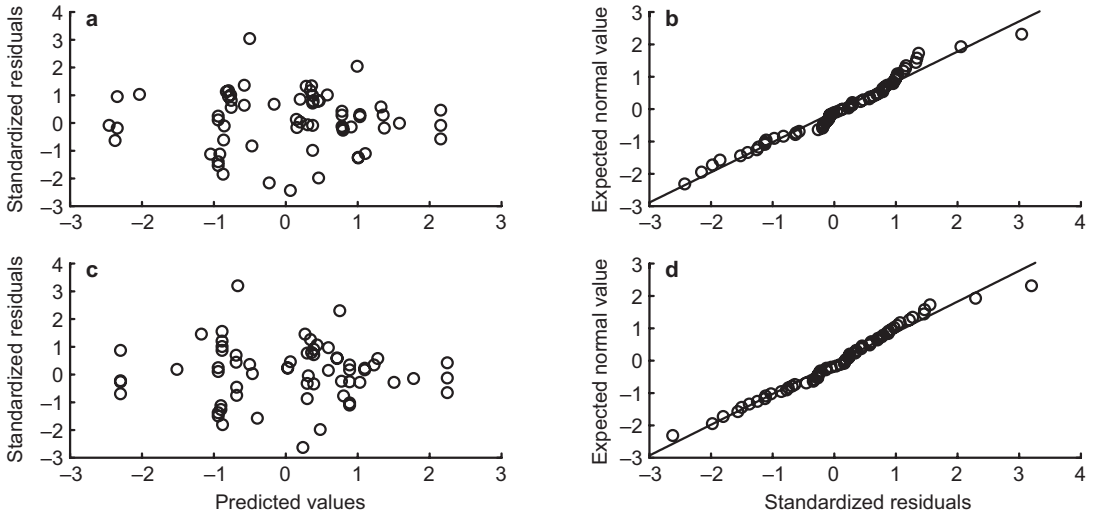 a
Standardized residuals
4
3
2
1
0
–1
–2
–3
–3 –2 –1 0 1 2 3
b
Expected normal value
3
2
1
0
–1
–2
–3
–3 –2 –1 0 1 2 3 4
c
Standardized residuals
4
3
2
1
0
–1
–2
–3
–3 –2 –1 0 1 2 3
Predicted values
d
Expected normal value
3
2
1
0
–1
–2
–3
–3 –2 –1 0 1 2 3 4
Standardized residuals